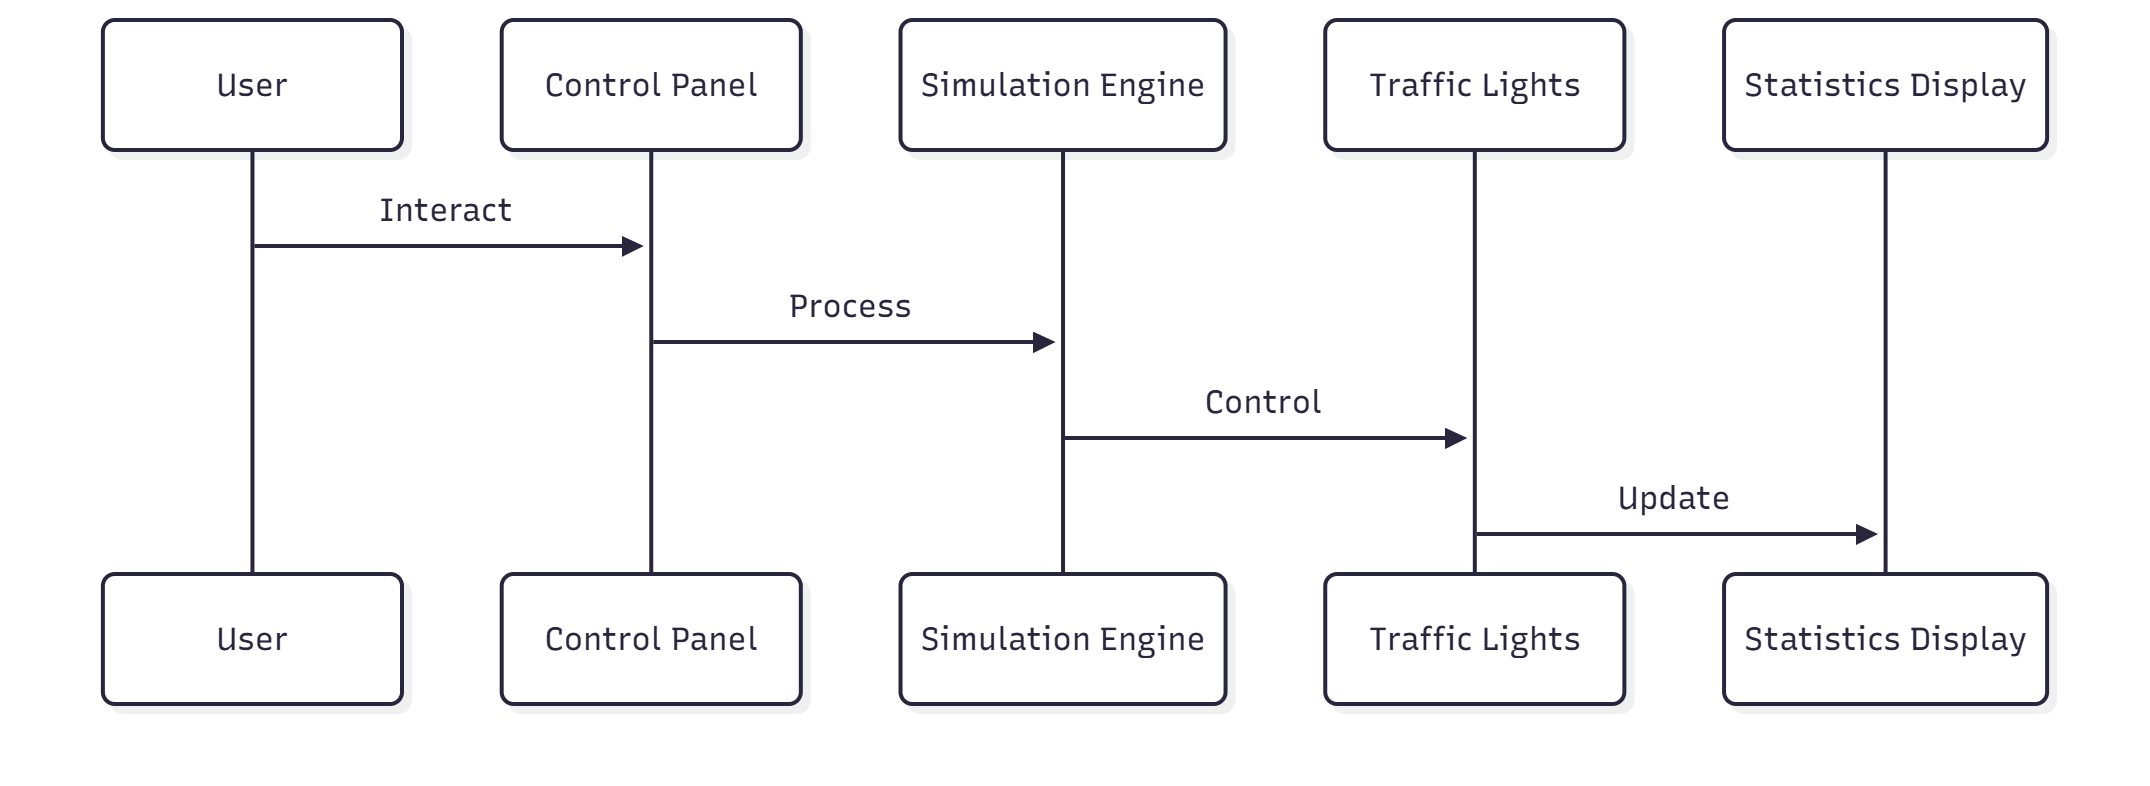 User
Control Panel
Simulation Engine
Traffic Lights
Statistics Display
Interact
Process
Control
Update
User
Control Panel
Simulation Engine
Traffic Lights
Statistics Display